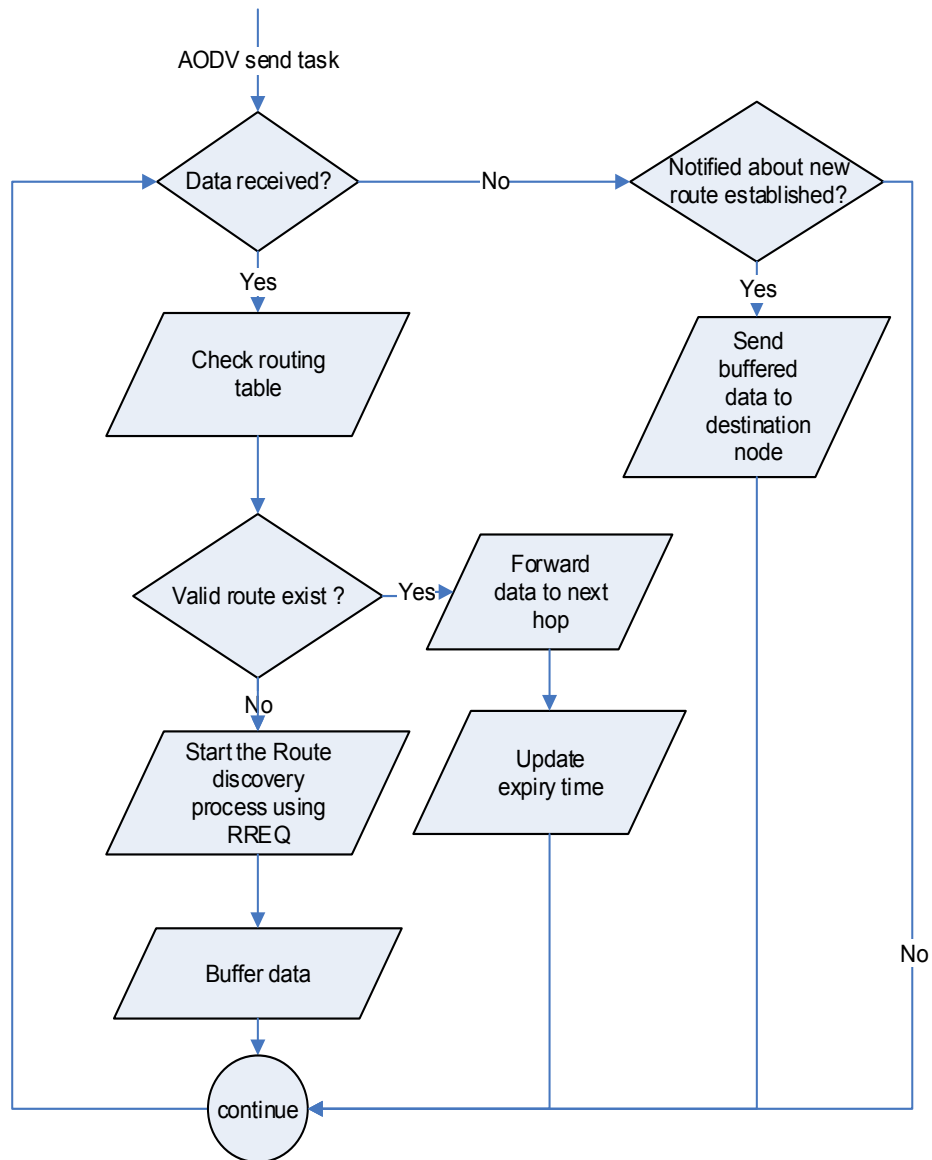 AODV send task
Data received?
No
Notified about new
route established?
Yes
Yes
Check routing
table
Send
buffered
data to
destination
node
Valid route exist ?
Yes
Forward
data to next
hop
No
Start the Route
discovery
process using
RREQ
Update
expiry time
Buffer data
No
continue